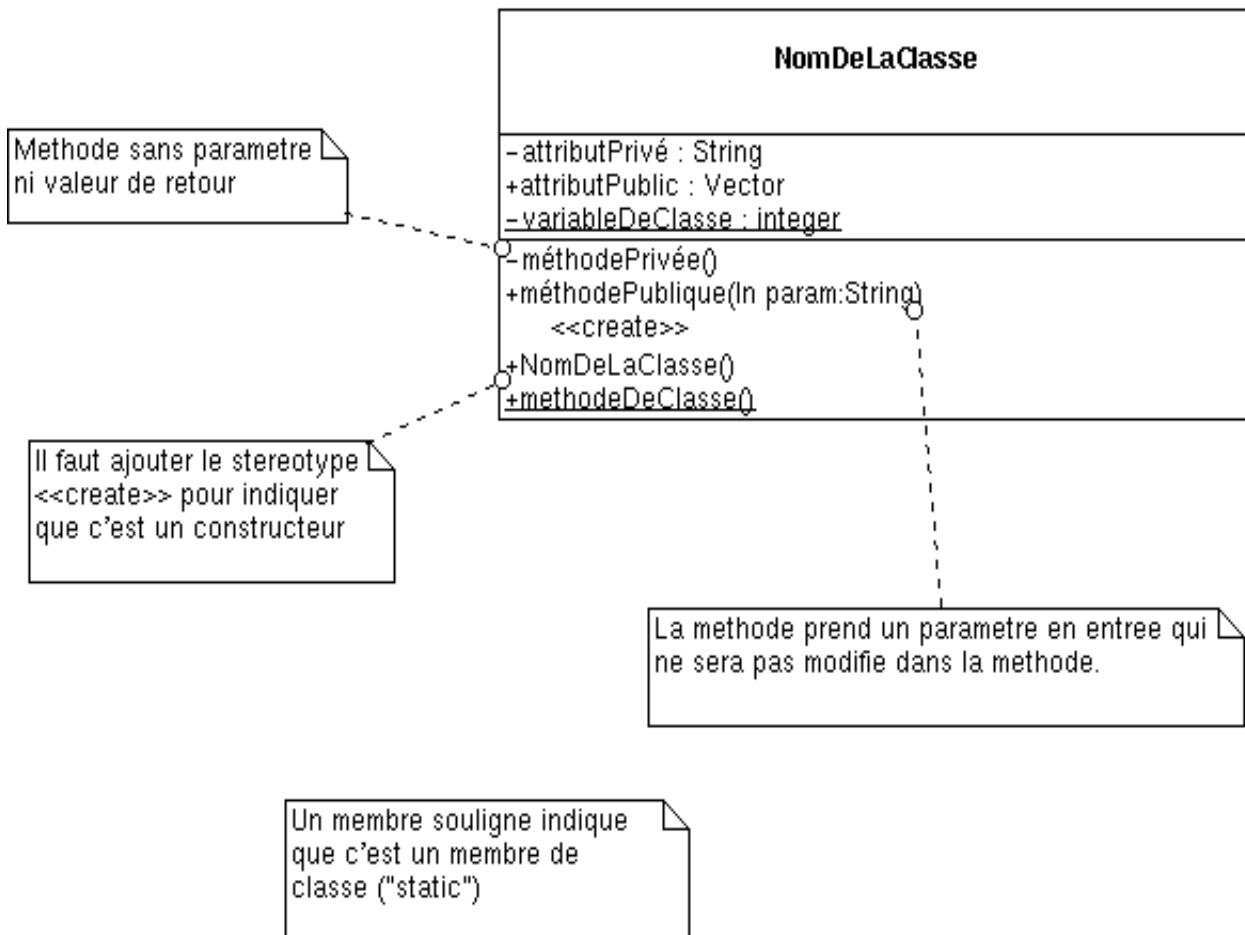 NomDeLaClasse
Methode sans parametre
ni valeur de retour
-attributPrivé : String
+attributPublic : Vector
-variableDeClasse : integer
-méthodePrivée()
+méthodePublique(In param:String)
<<create>>
+NomDeLaClasse()
+methodeDeClasse()
Il faut ajouter le stereotype
<<create>> pour indiquer
que c'est un constructeur
La methode prend un parametre en entree qui
ne sera pas modifie dans la methode.
Un membre souligne indique
que c'est un membre de
classe ("static")